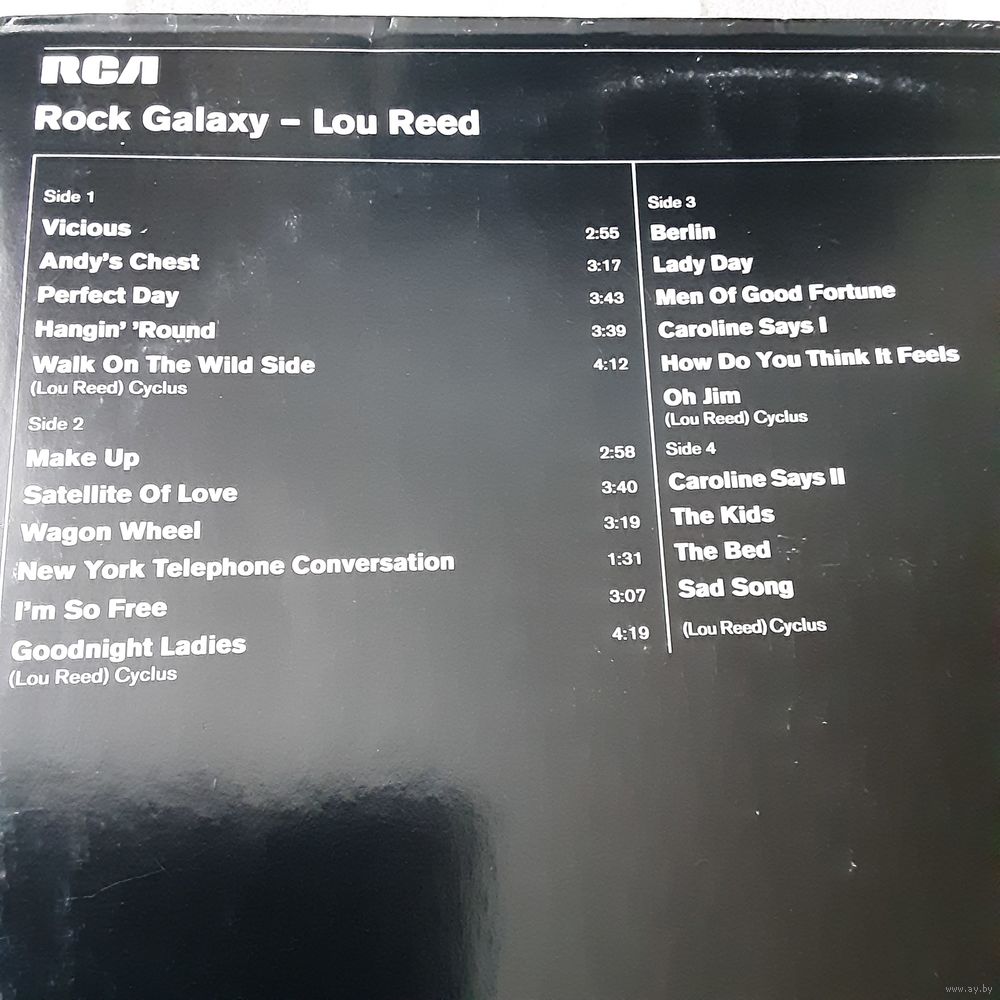 RCA
Rock Galaxy – Lou Reed
Side 1
Vicious 2:55
Andy's Chest 3:17
Perfect Day 3:43
Hangin' 'Round 3:39
Walk On The Wild Side 4:12
(Lou Reed) Cyclus
Side 2
Make Up 2:58
Satellite Of Love 3:40
Wagon Wheel 3:19
New York Telephone Conversation 1:31
I'm So Free 3:07
Goodnight Ladies 4:19
(Lou Reed) Cyclus
Side 3
Berlin
Lady Day
Men Of Good Fortune
Caroline Says I
How Do You Think It Feels
Oh Jim
(Lou Reed) Cyclus
Side 4
Caroline Says II
The Kids
The Bed
Sad Song
(Lou Reed) Cyclus
www.ay.by